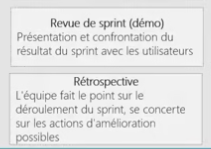 Revue de sprint (démo)
Présentation et confrontation du
résultat du sprint avec les utilisateurs
Rétrospective
L'équipe fait le point sur le
déroulement du sprint, se concerte
sur les actions d'amélioration
possibles